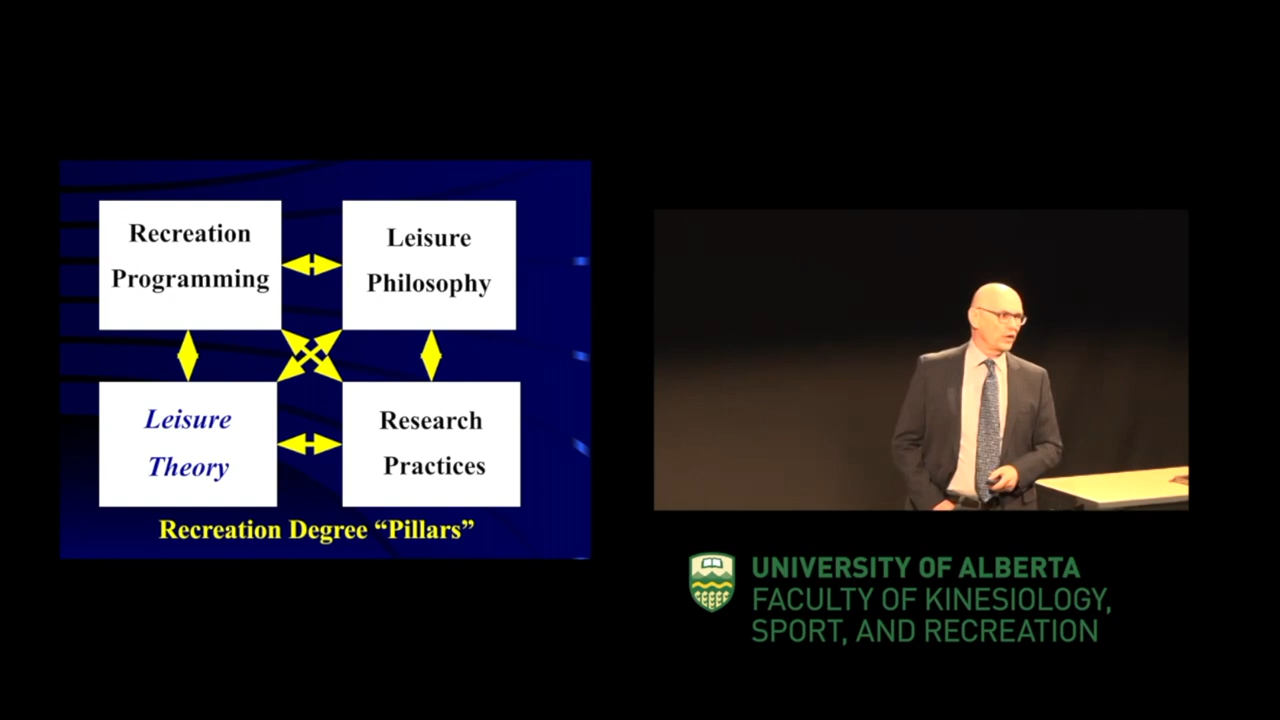 Recreation
Programming
Leisure
Philosophy
Leisure
Theory
Research
Practices
Recreation Degree “Pillars”
UNIVERSITY OF ALBERTA
FACULTY OF KINESIOLOGY,
SPORT, AND RECREATION